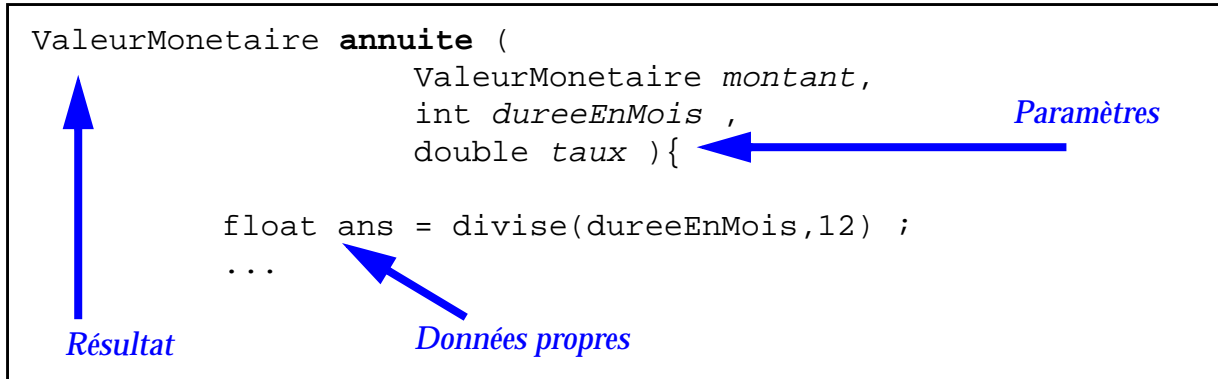 ValeurMonetaire annuite (
ValeurMonetaire montant,
int dureeEnMois ,
Paramètres
double taux ){
float ans = divise(dureeEnMois,12) ;
...
Résultat
Données propres